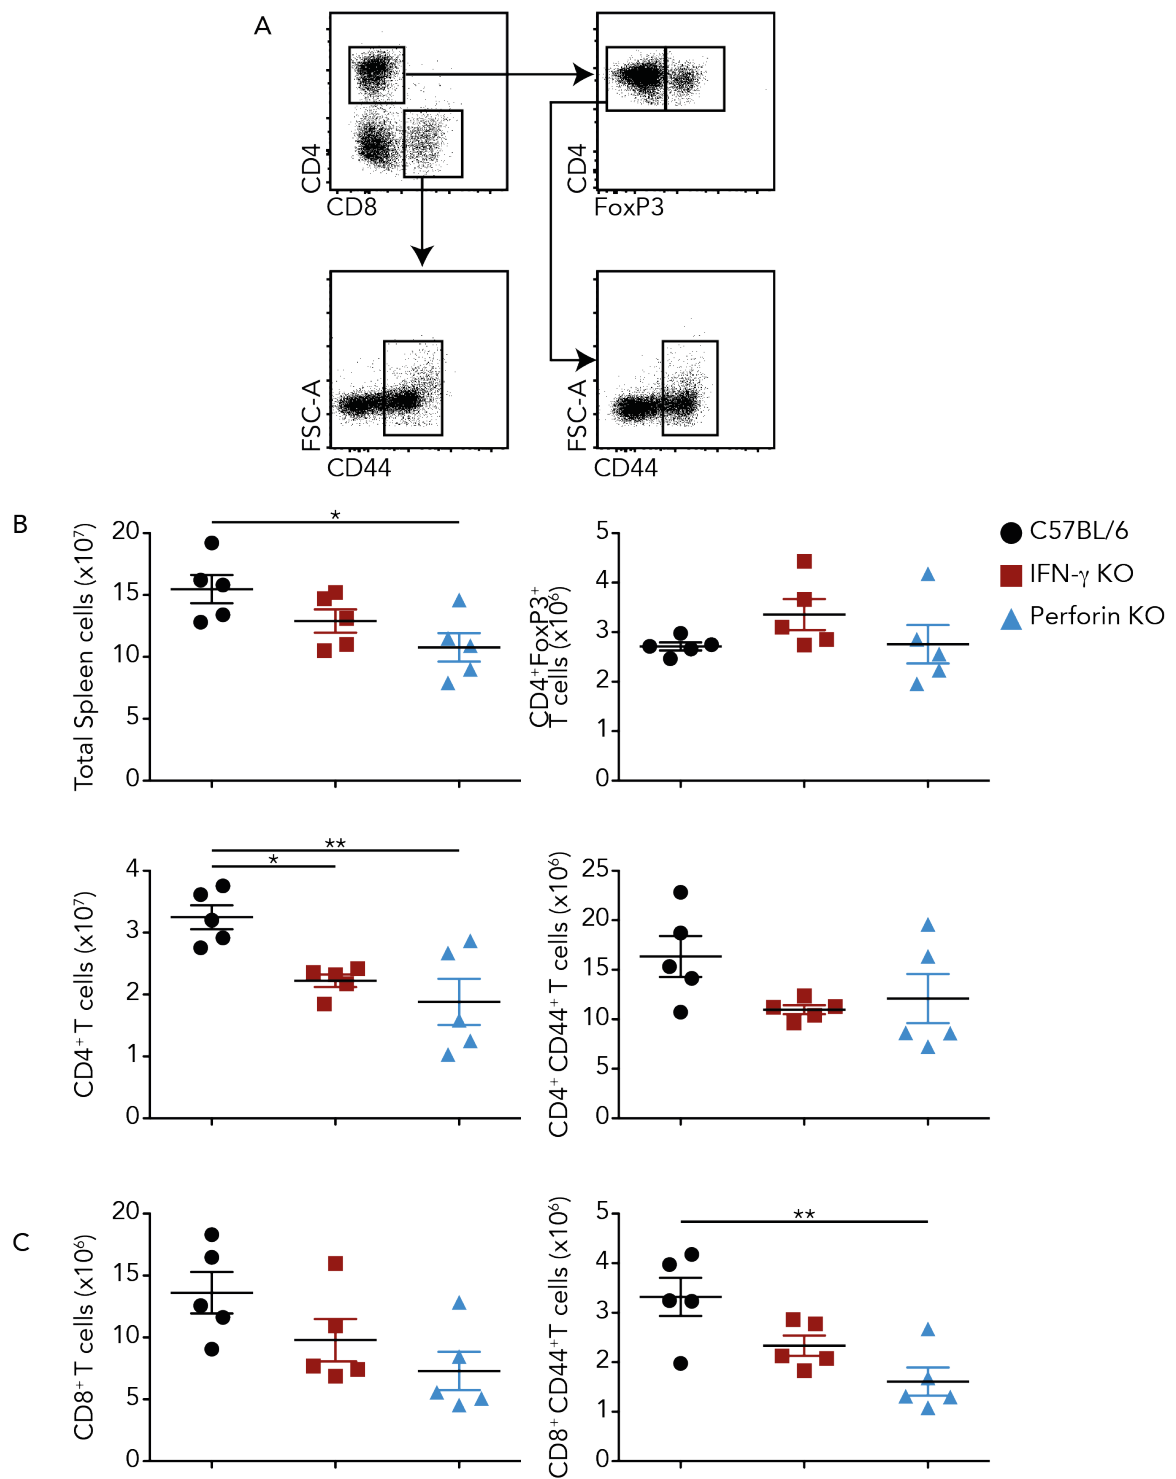 A
CD4
CD8
CD4
FoxP3
FSC-A
CD44
FSC-A
CD44
B
Total Spleen cells (x10⁷)
20
15
10
5
0
*
CD4⁺FoxP3⁺
T cells (x10⁶)
5
4
3
2
1
0
C57BL/6
IFN-γ KO
Perforin KO
CD4⁺ T cells (x10⁷)
4
3
2
1
0
**
*
CD4⁺ CD44⁺ T cells (x10⁶)
25
20
15
10
5
0
C
CD8⁺ T cells (x10⁶)
20
15
10
5
0
CD8⁺ CD44⁺T cells (x10⁶)
5
4
3
2
1
0
**